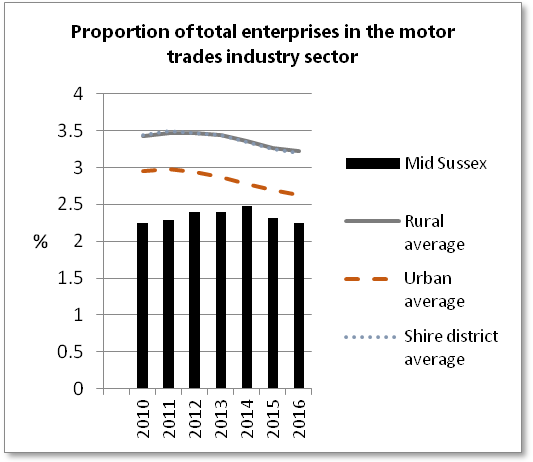 Proportion of total enterprises in the motor
trades industry sector
4
3.5
3
2.5
2
1.5
1
0.5
0
%
2010
2011
2012
2013
2014
2015
2016
Mid Sussex
Rural
average
Urban
average
Shire district
average